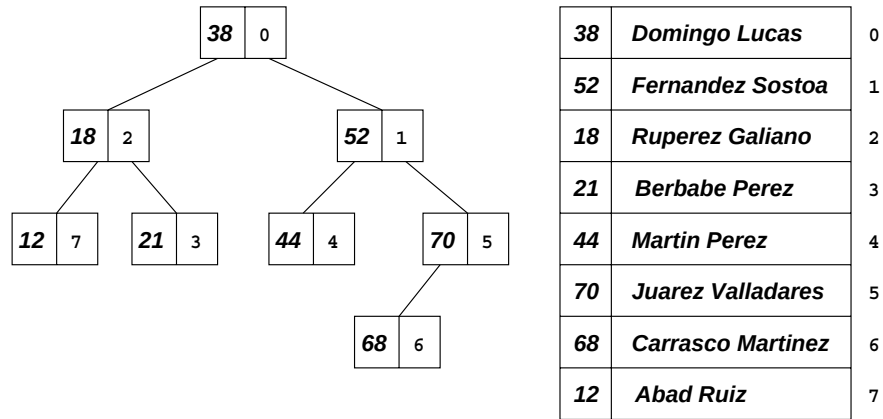 38 0
18 2
52 1
12 7
21 3
44 4
70 5
68 6
38 Domingo Lucas 0
52 Fernandez Sostoa 1
18 Ruperez Galiano 2
21 Berbabe Perez 3
44 Martin Perez 4
70 Juarez Valladares 5
68 Carrasco Martinez 6
12 Abad Ruiz 7